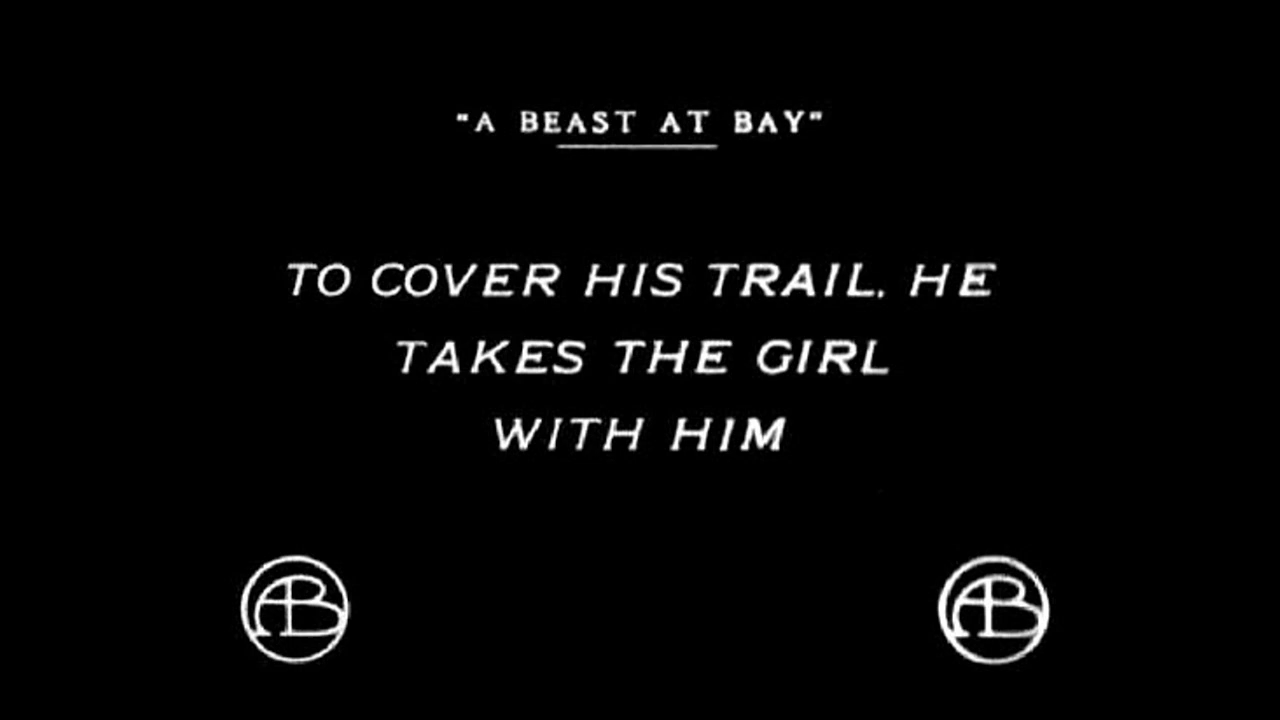 "A BEAST AT BAY"
TO COVER HIS TRAIL, HE
TAKES THE GIRL
WITH HIM
AB AB